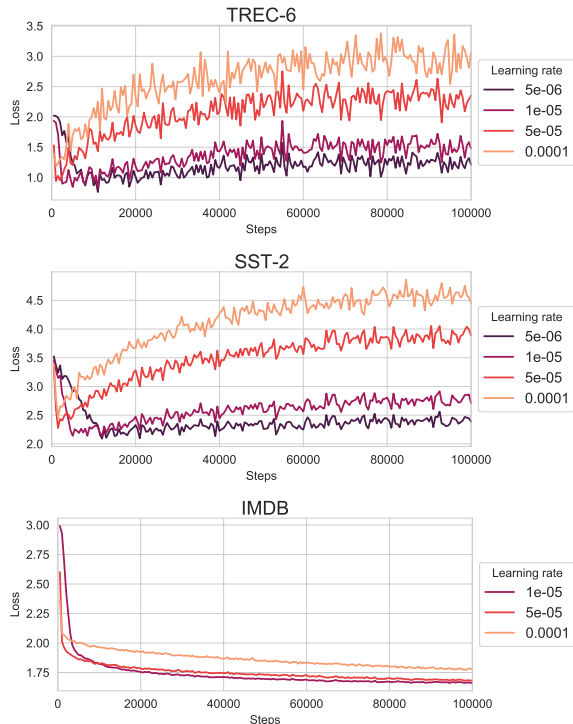 TREC-6
3.5
3.0
2.5
2.0
1.5
1.0
Loss
0 20000 40000 60000 80000 100000
Steps
Learning rate
5e-06
1e-05
5e-05
0.0001
SST-2
4.5
4.0
3.5
3.0
2.5
2.0
Loss
0 20000 40000 60000 80000 100000
Steps
Learning rate
5e-06
1e-05
5e-05
0.0001
IMDB
3.00
2.75
2.50
2.25
2.00
1.75
Loss
0 20000 40000 60000 80000 100000
Steps
Learning rate
1e-05
5e-05
0.0001